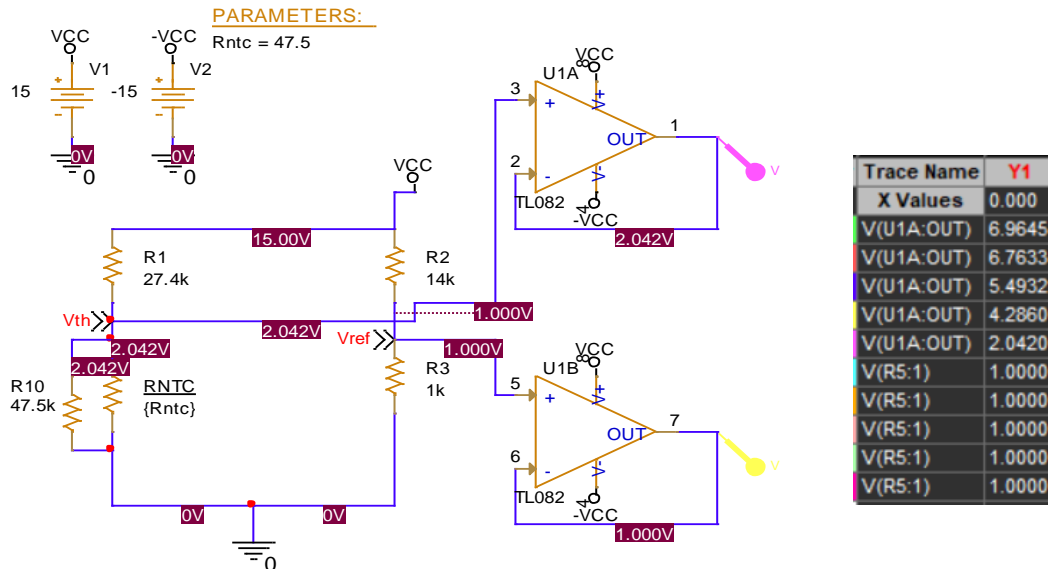 PARAMETERS:
Rntc = 47.5
VCC
-VCC
V1
V2
15
-15
+
-
+
-
0V
0V
0
0
VCC
15.00V
R1
27.4k
R2
14k
Vth
2.042V
1.000V
2.042V
2.042V
Vref
1.000V
R10
47.5k
RNTC
{Rntc}
R3
1k
0V
0V
0
VCC
8
U1A
3
+
V+
OUT
1
2
-
V-
TL082
4
-VCC
V
2.042V
VCC
8
U1B
5
+
V+
OUT
7
6
-
V-
TL082
4
-VCC
V
1.000V
Trace Name Y1
X Values 0.000
V(U1A:OUT) 6.9645
V(U1A:OUT) 6.7633
V(U1A:OUT) 5.4932
V(U1A:OUT) 4.2860
V(U1A:OUT) 2.0420
V(R5:1) 1.0000
V(R5:1) 1.0000
V(R5:1) 1.0000
V(R5:1) 1.0000
V(R5:1) 1.0000